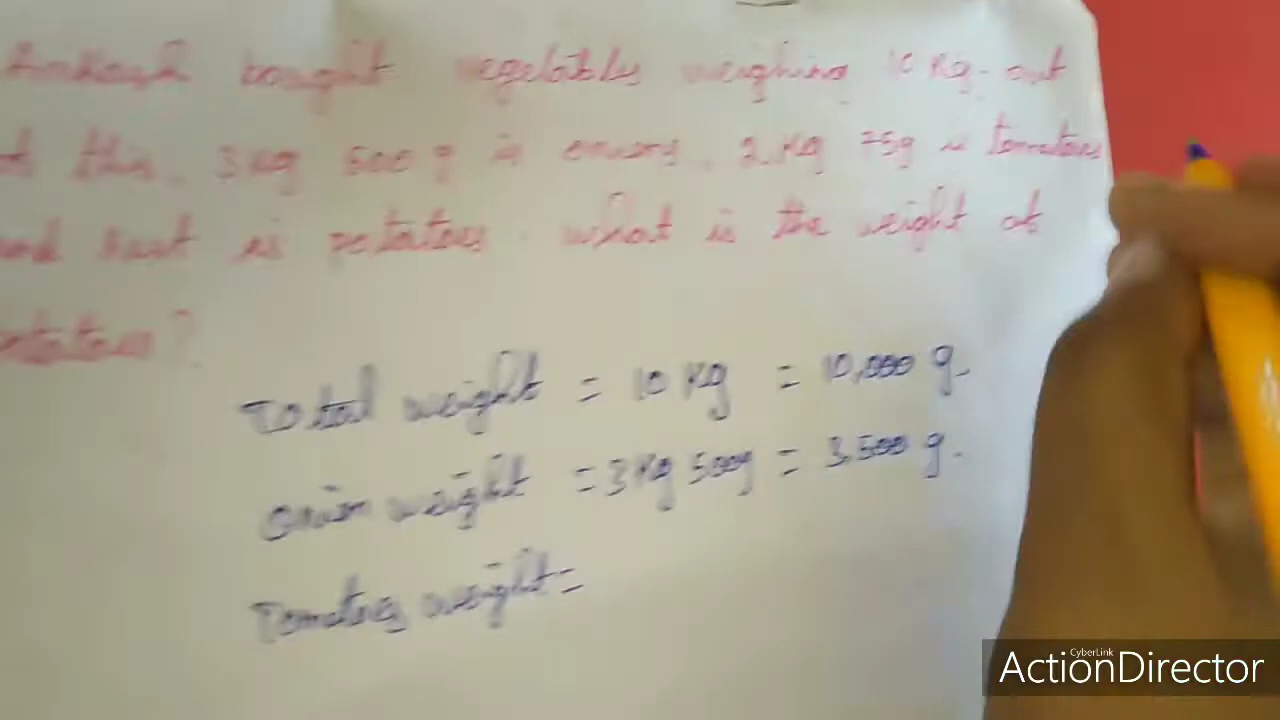 bought vegetables weighing 10 Kg. out
of this, 3 Kg 500 g is onions, 2 Kg 75g is tomatoes
and is potatoes. what is the weight of
potatoes?
Total weight = 10 Kg = 10,000 g.
onion weight = 3 Kg 500g = 3,500 g.
Tomatoes weight =
CyberLink
ActionDirector